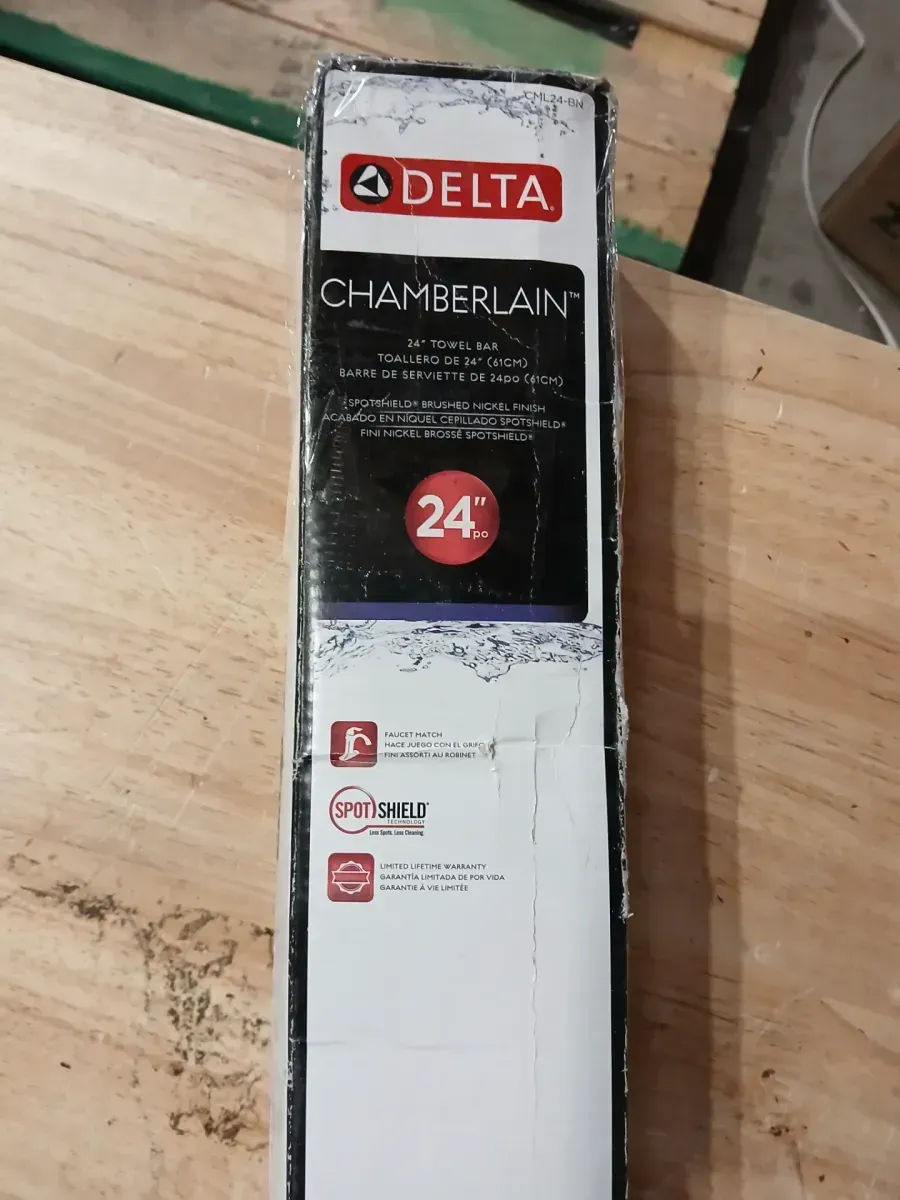 CML24-BN
DELTA®
CHAMBERLAIN™
24" TOWEL BAR
TOALLERO DE 24" (61CM)
BARRE DE SERVIETTE DE 24po (61CM)
SPOTSHIELD® BRUSHED NICKEL FINISH
ACABADO EN NÍQUEL CEPILLADO SPOTSHIELD®
FINI NICKEL BROSSÉ SPOTSHIELD®
24" po
FAUCET MATCH
HACE JUEGO CON EL GRIFO
FINI ASSORTI AU ROBINET
SPOTSHIELD®
TECHNOLOGY
Less Spots. Less Cleaning.
LIMITED LIFETIME WARRANTY
GARANTÍA LIMITADA DE POR VIDA
GARANTIE À VIE LIMITÉE